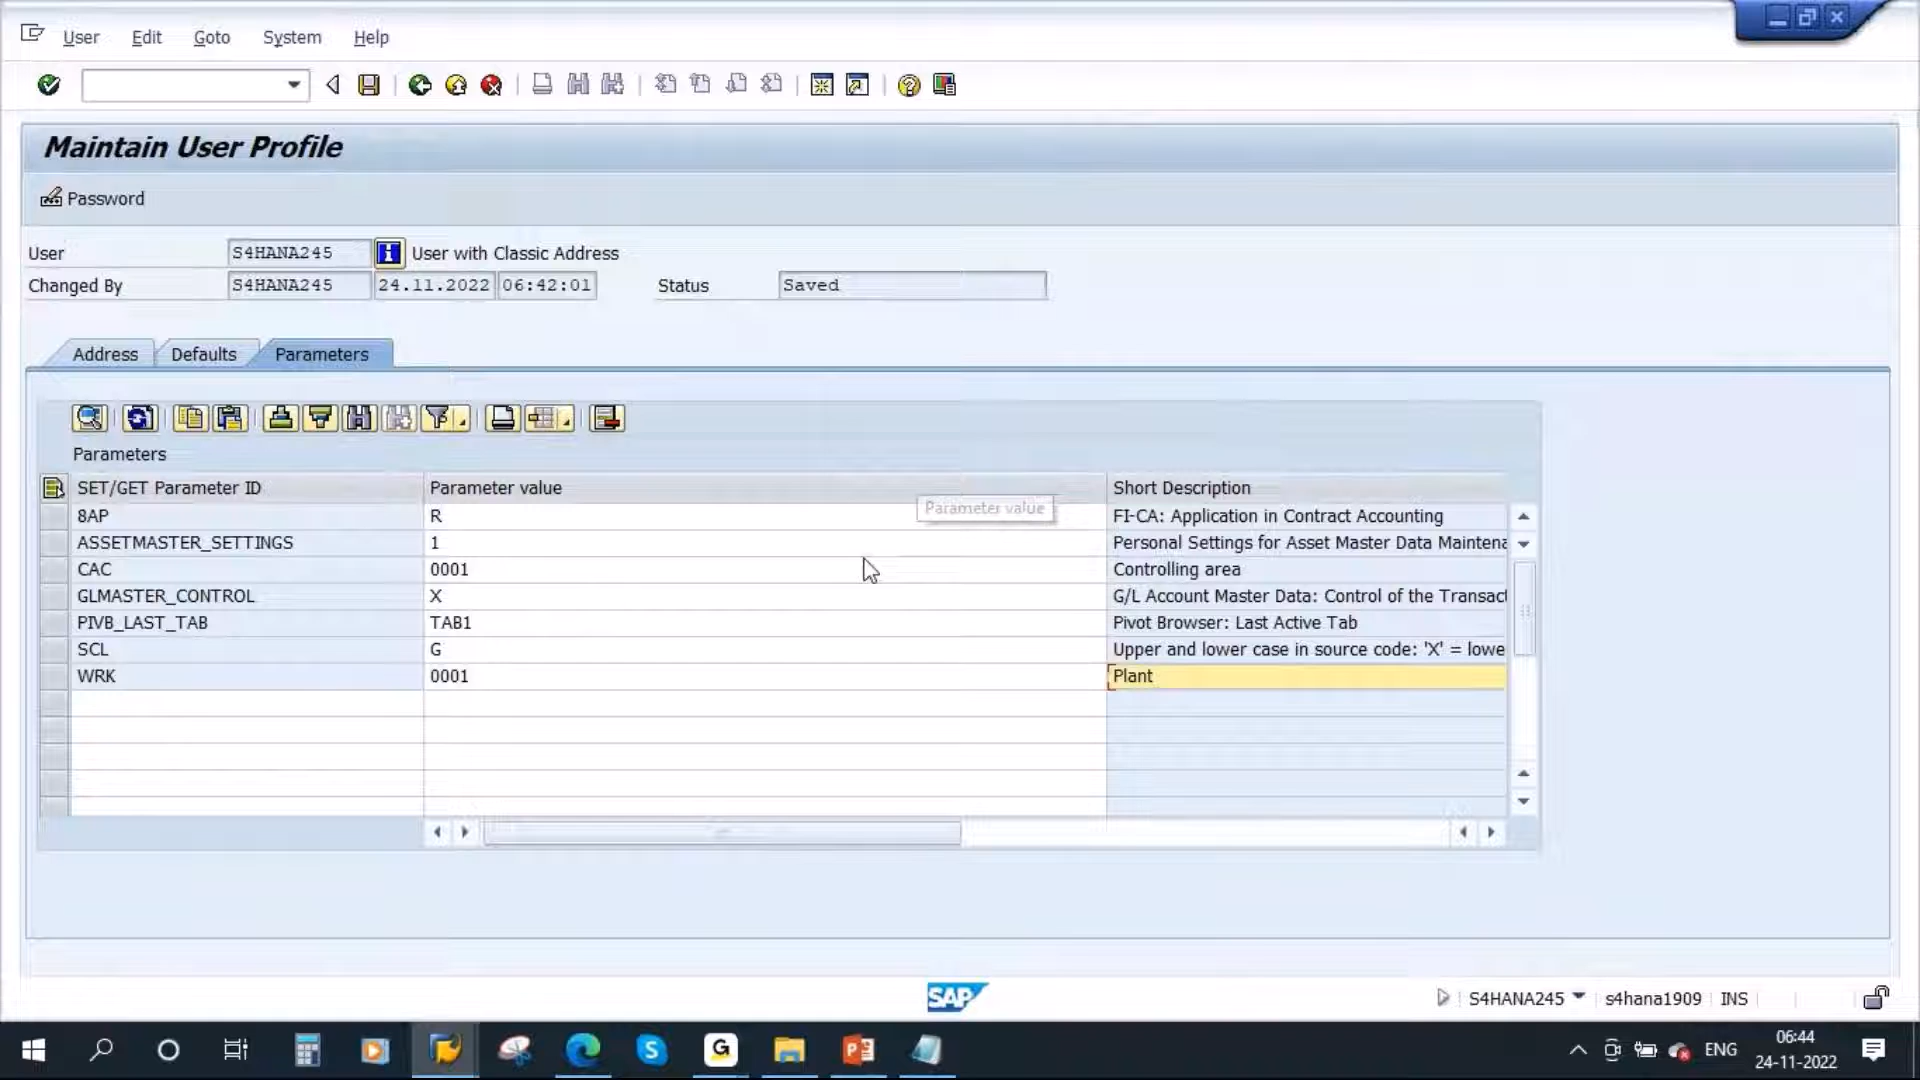 User Edit Goto System Help
Maintain User Profile
Password
User S4HANA245 User with Classic Address
Changed By S4HANA245 24.11.2022 06:42:01 Status Saved
Address Defaults Parameters
Parameters
SET/GET Parameter ID Parameter value Short Description
Parameter value
8AP R FI-CA: Application in Contract Accounting
ASSETMASTER_SETTINGS 1 Personal Settings for Asset Master Data Maintena
CAC 0001 Controlling area
GLMASTER_CONTROL X G/L Account Master Data: Control of the Transact
PIVB_LAST_TAB TAB1 Pivot Browser: Last Active Tab
SCL G Upper and lower case in source code: 'X' = lowe
WRK 0001 Plant
SAP S4HANA245 s4hana1909 INS
ENG 06:44
24-11-2022